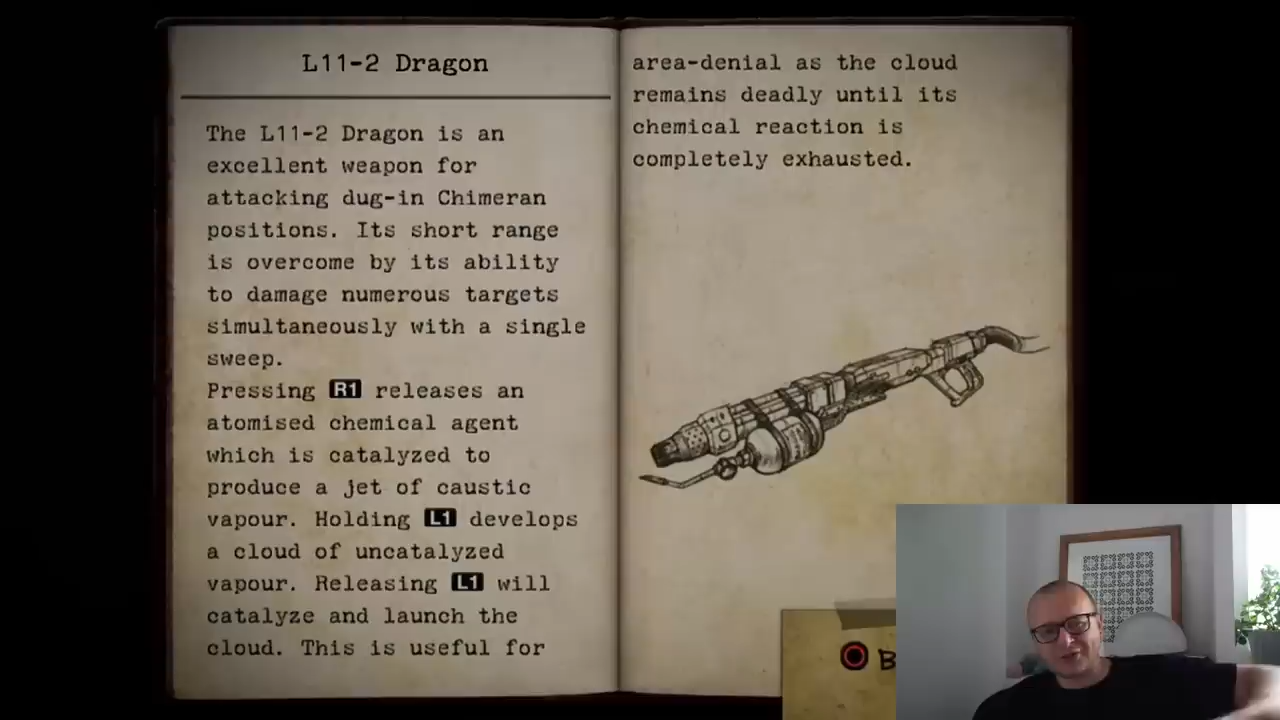 L11-2 Dragon
The L11-2 Dragon is an
excellent weapon for
attacking dug-in Chimeran
positions. Its short range
is overcome by its ability
to damage numerous targets
simultaneously with a single
sweep.
Pressing R1 releases an
atomised chemical agent
which is catalyzed to
produce a jet of caustic
vapour. Holding L1 develops
a cloud of uncatalyzed
vapour. Releasing L1 will
catalyze and launch the
cloud. This is useful for
area-denial as the cloud
remains deadly until its
chemical reaction is
completely exhausted.